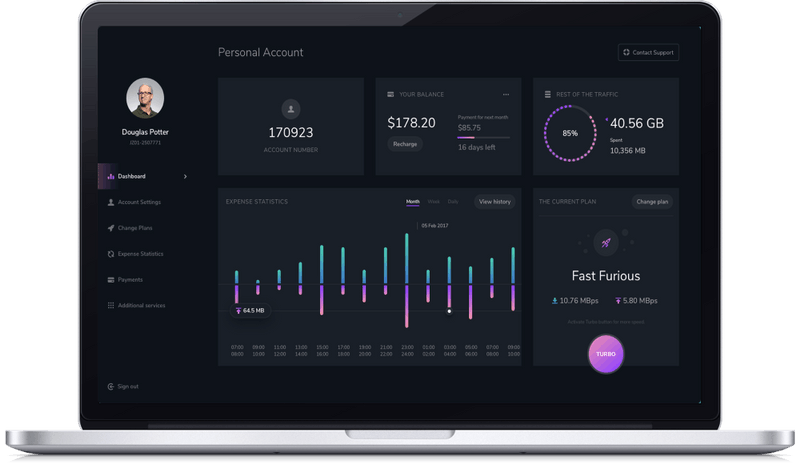 Personal Account
Contact Support
Douglas Potter
Dashboard
Account Settings
Change Plans
Expense Statistics
Payments
Additional services
Sign out
170923
ACCOUNT NUMBER
YOUR BALANCE
$178.20
Recharge
Payment for next month
$85.75
16 days left
REST OF THE TRAFFIC
85%
40.56 GB
Spent
10,356 MB
EXPENSE STATISTICS
Month
Week
Daily
View history
05 Feb 2017
64.5 MB
07:00 09:00 11:00 13:00 15:00 17:00 19:00 21:00 23:00 01:00 03:00 05:00 07:00 09:00
08:00 10:00 12:00 14:00 16:00 18:00 20:00 22:00 24:00 02:00 04:00 06:00 08:00 10:00
THE CURRENT PLAN
Change plan
Fast Furious
10.76 MBps
5.80 MBps
Activate Turbo button for more speed
TURBO